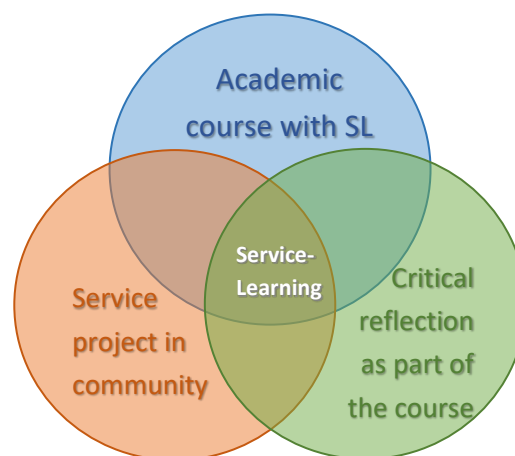 Academic
course with SL
Service-
Learning
Service
project in
community
Critical
reflection
as part of
the course